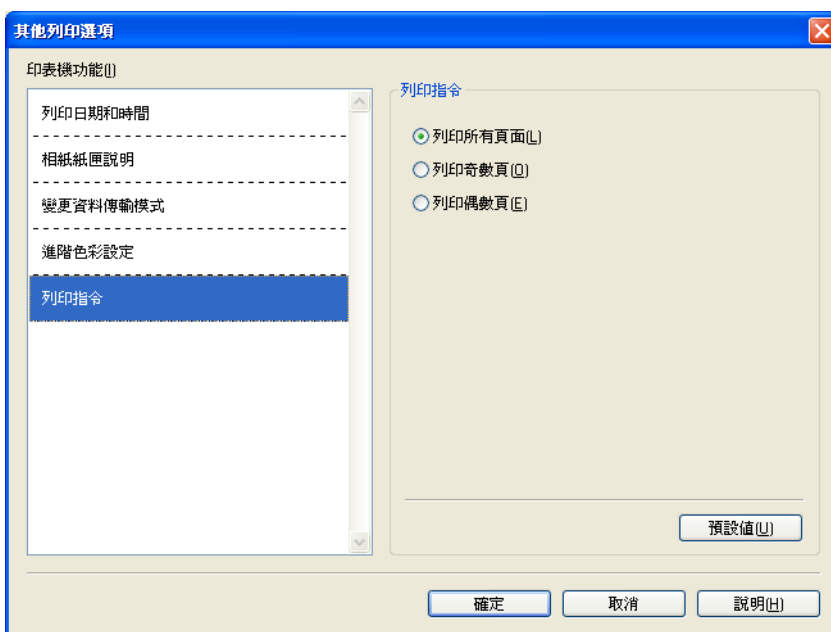 其他列印選項
印表機功能(I)
列印日期和時間
相紙紙匣說明
變更資料傳輸模式
進階色彩設定
列印指令
列印指令
列印所有頁面(L)
列印奇數頁(O)
列印偶數頁(E)
預設值(U)
確定
取消
說明(H)